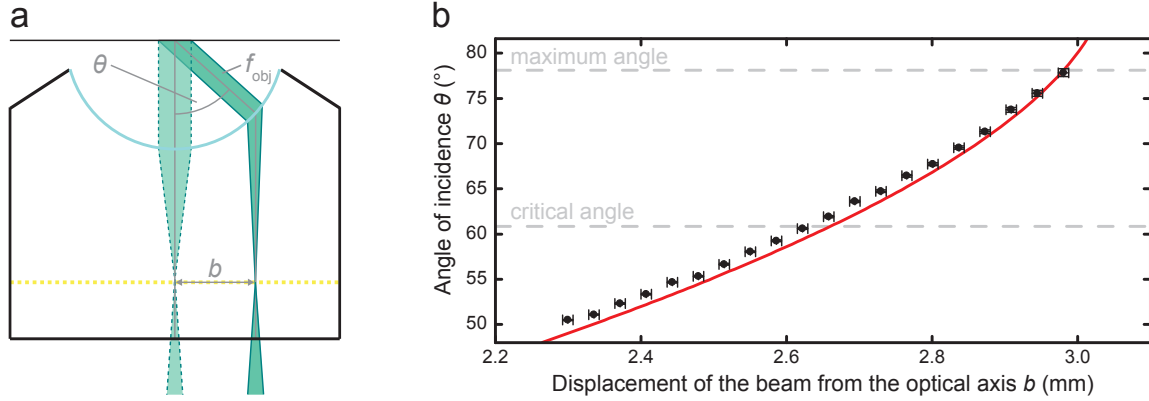 a
θ
f_obj
b
b
Angle of incidence θ (°)
80
75
70
65
60
55
50
maximum angle
critical angle
2.2 2.4 2.6 2.8 3.0
Displacement of the beam from the optical axis b (mm)